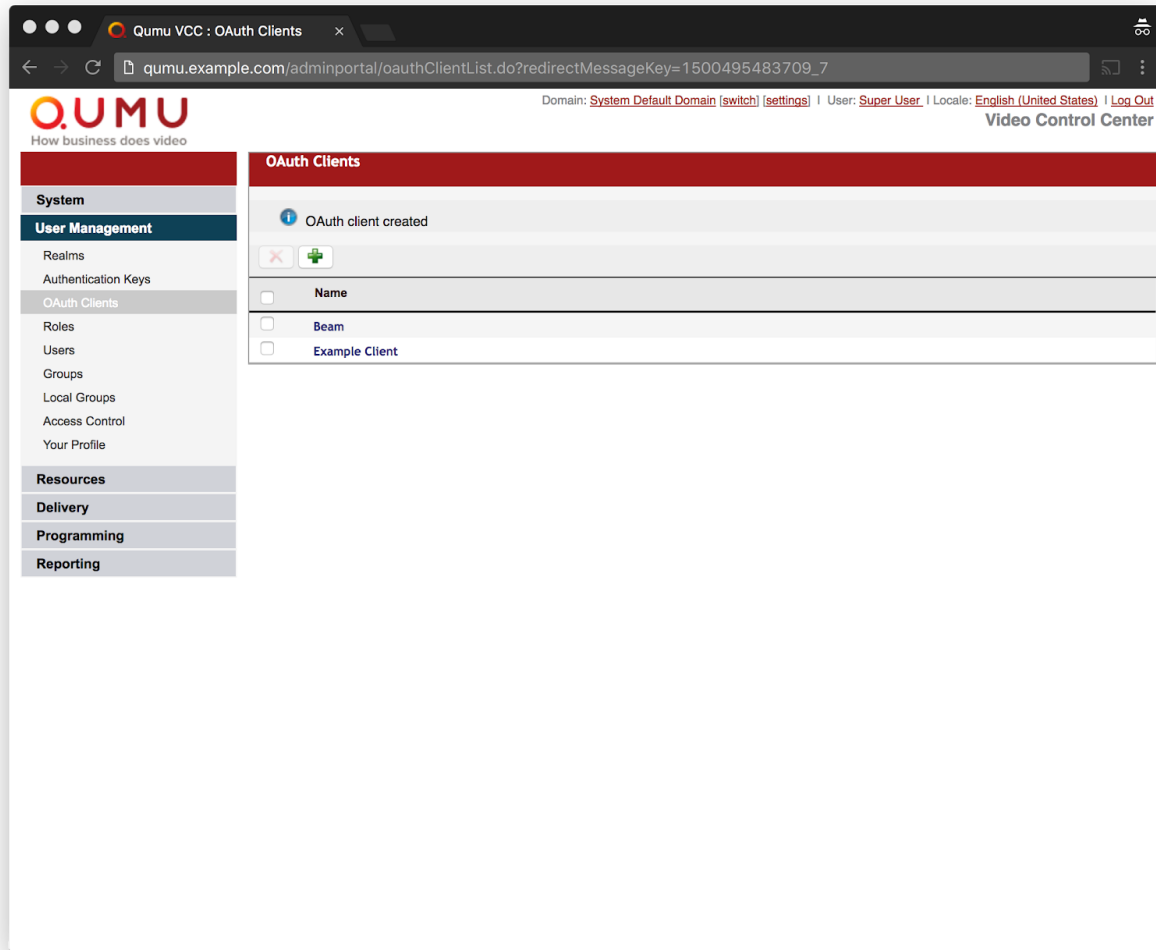 Qumu VCC : OAuth Clients
qumu.example.com/adminportal/oauthClientList.do?redirectMessageKey=1500495483709_7
QUMU
How business does video
Domain: System Default Domain [switch] [settings] | User: Super User | Locale: English (United States) | Log Out
Video Control Center
OAuth Clients
System
User Management
Realms
Authentication Keys
OAuth Clients
Roles
Users
Groups
Local Groups
Access Control
Your Profile
Resources
Delivery
Programming
Reporting
OAuth client created
Name
Beam
Example Client